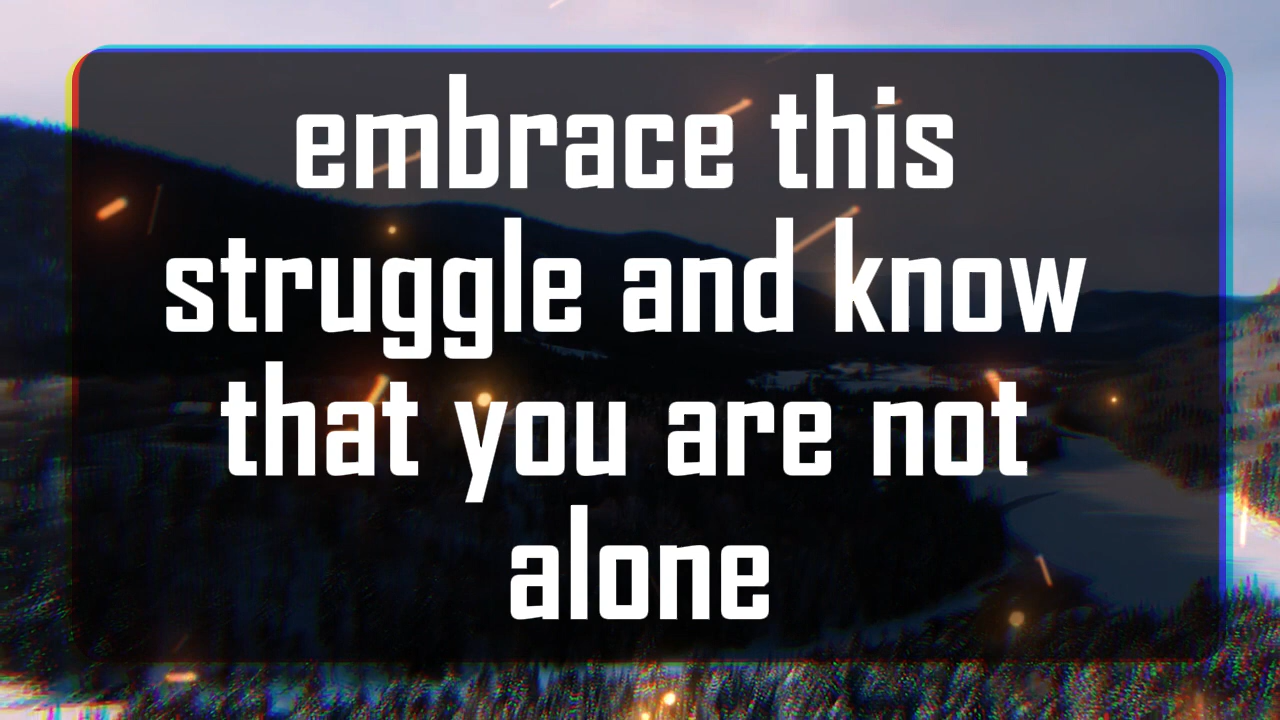 embrace this
struggle and know
that you are not
alone